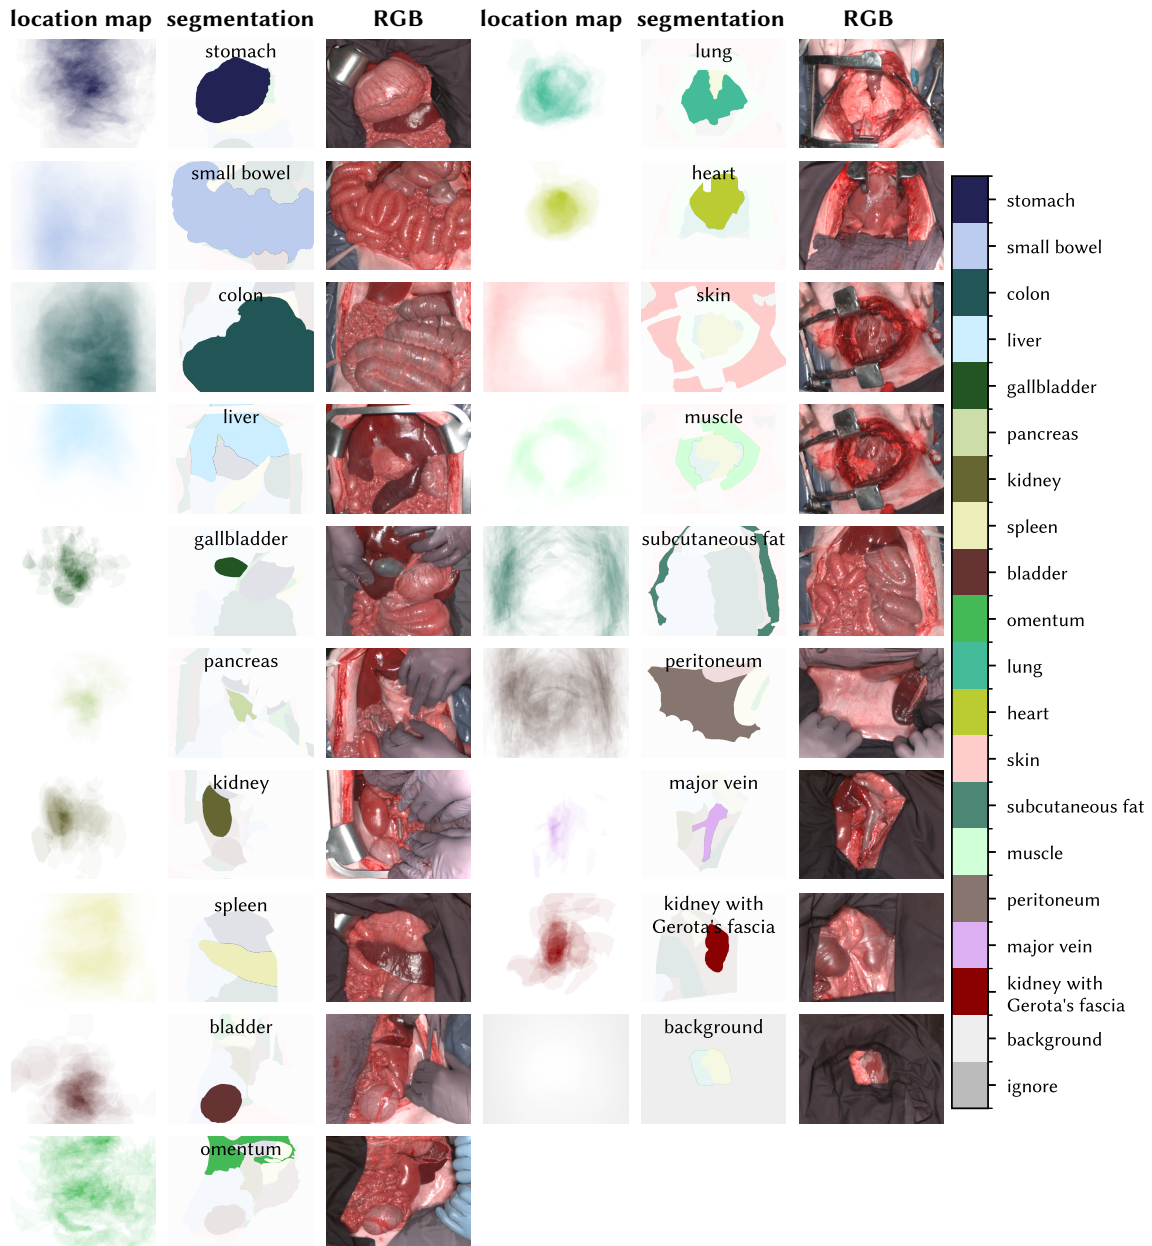 location map segmentation RGB location map segmentation RGB
stomach
lung
small bowel
heart
colon
skin
liver
muscle
gallbladder
subcutaneous fat
pancreas
peritoneum
kidney
major vein
spleen
kidney with
Gerota's fascia
bladder
background
omentum
stomach
small bowel
colon
liver
gallbladder
pancreas
kidney
spleen
bladder
omentum
lung
heart
skin
subcutaneous fat
muscle
peritoneum
major vein
kidney with
Gerota's fascia
background
ignore